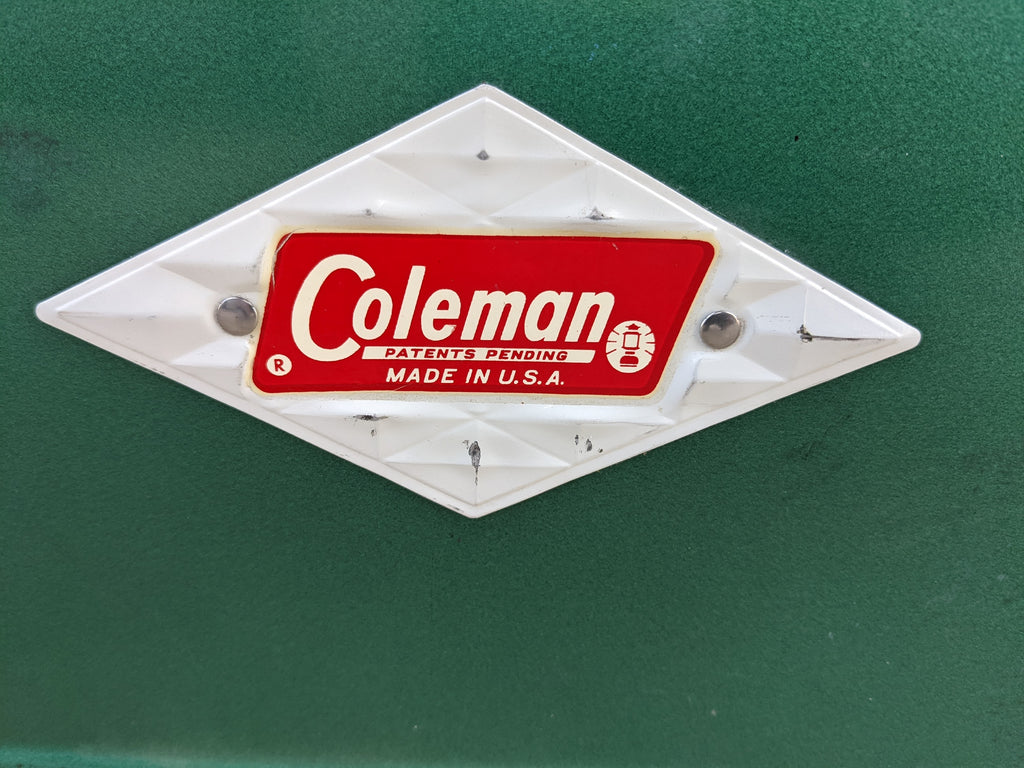 Coleman
PATENTS PENDING
® MADE IN U.S.A.